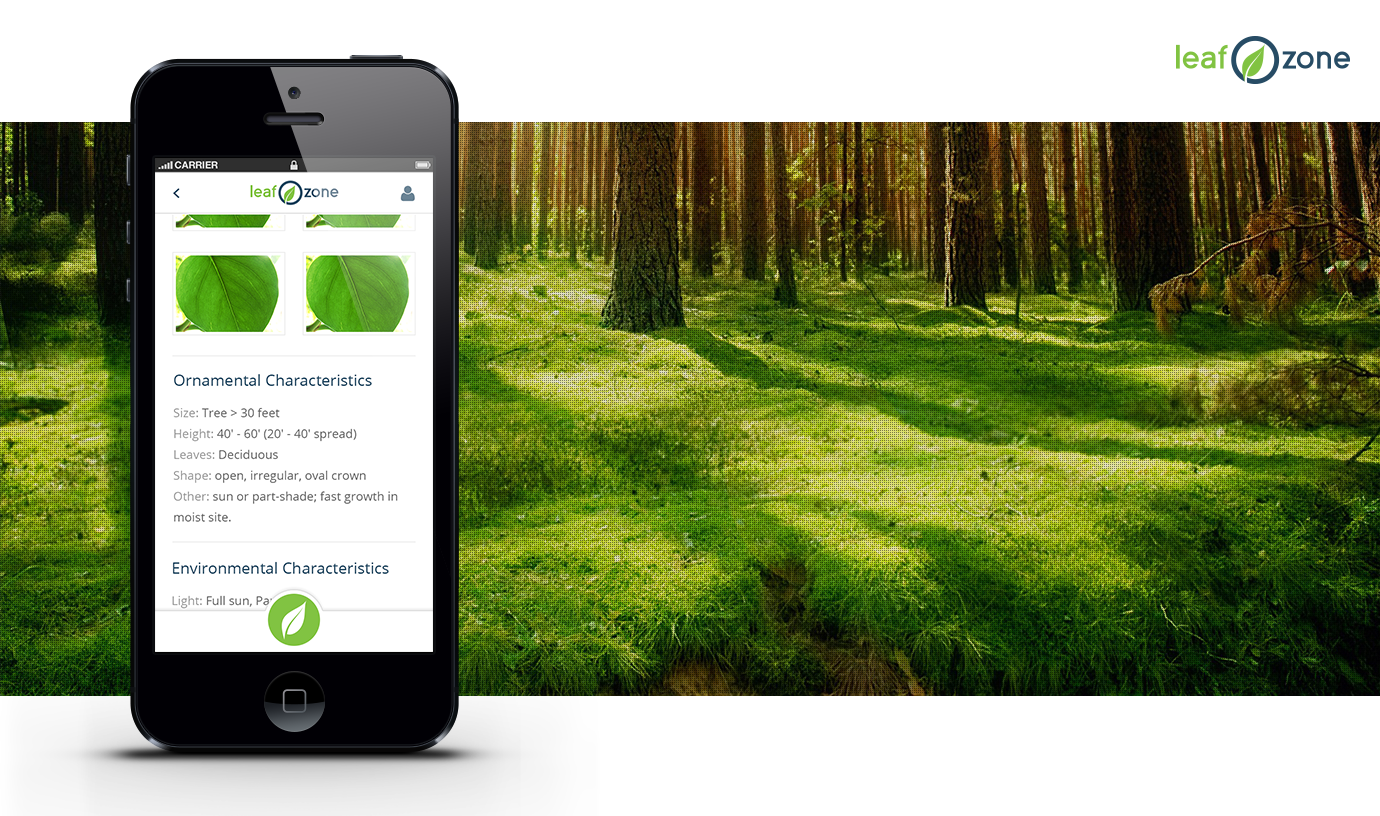 leaf zone
CARRIER
leaf zone
Ornamental Characteristics
Size: Tree > 30 feet
Height: 40' - 60' (20' - 40' spread)
Leaves: Deciduous
Shape: open, irregular, oval crown
Other: sun or part-shade; fast growth in
moist site.
Environmental Characteristics
Light: Full sun,